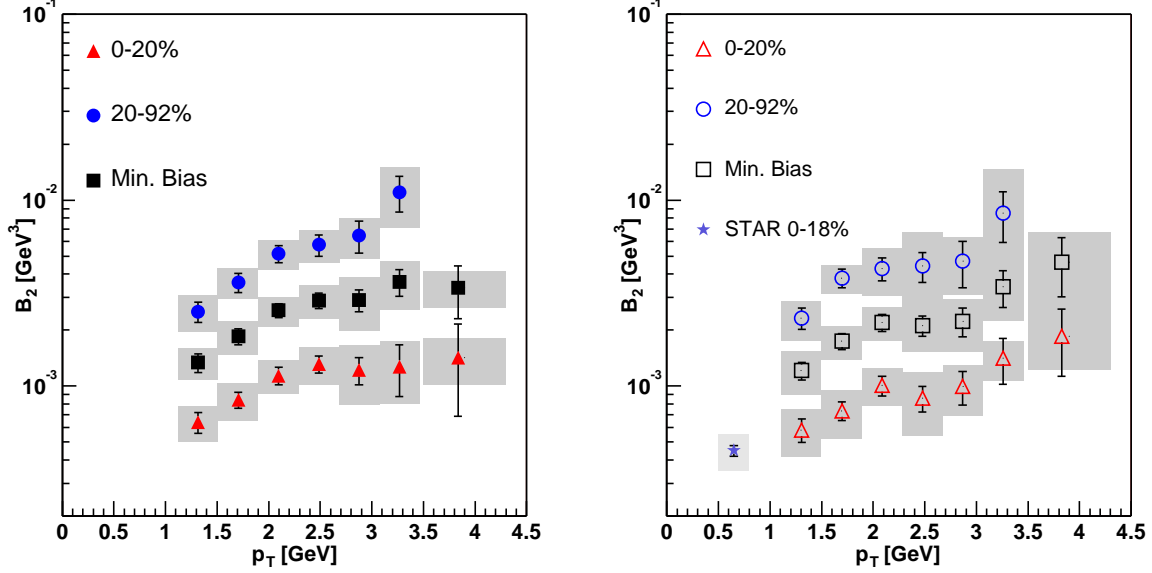 10⁻¹
0-20%
20-92%
Min. Bias
10⁻²
10⁻³
B₂ [GeV³]
0 0.5 1 1.5 2 2.5 3 3.5 4 4.5
p_T [GeV]
10⁻¹
0-20%
20-92%
Min. Bias
STAR 0-18%
10⁻²
10⁻³
B₂ [GeV³]
0 0.5 1 1.5 2 2.5 3 3.5 4 4.5
p_T [GeV]